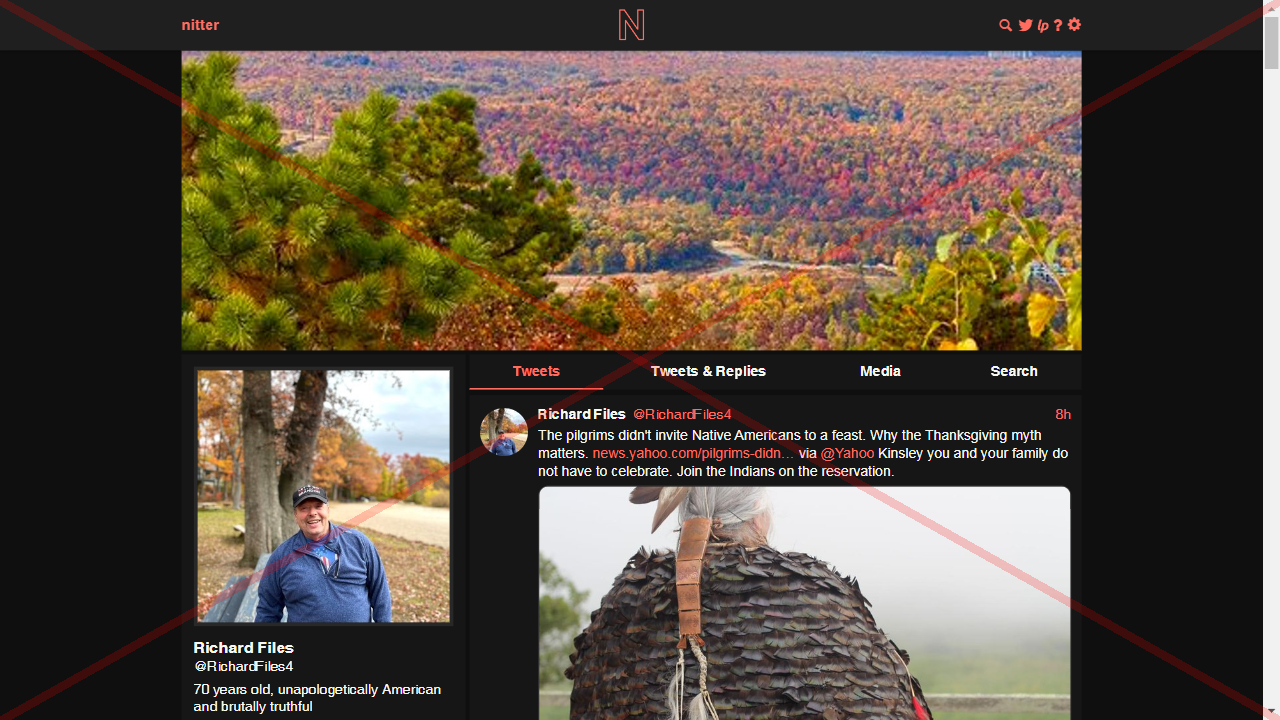 nitter
N
lp ?
Tweets
Tweets & Replies
Media
Search
Richard Files @RichardFiles4
8h
The pilgrims didn't invite Native Americans to a feast. Why the Thanksgiving myth
matters. news.yahoo.com/pilgrims-didn… via @Yahoo Kinsley you and your family do
not have to celebrate. Join the Indians on the reservation.
Richard Files
@RichardFiles4
70 years old, unapologetically American
and brutally truthful